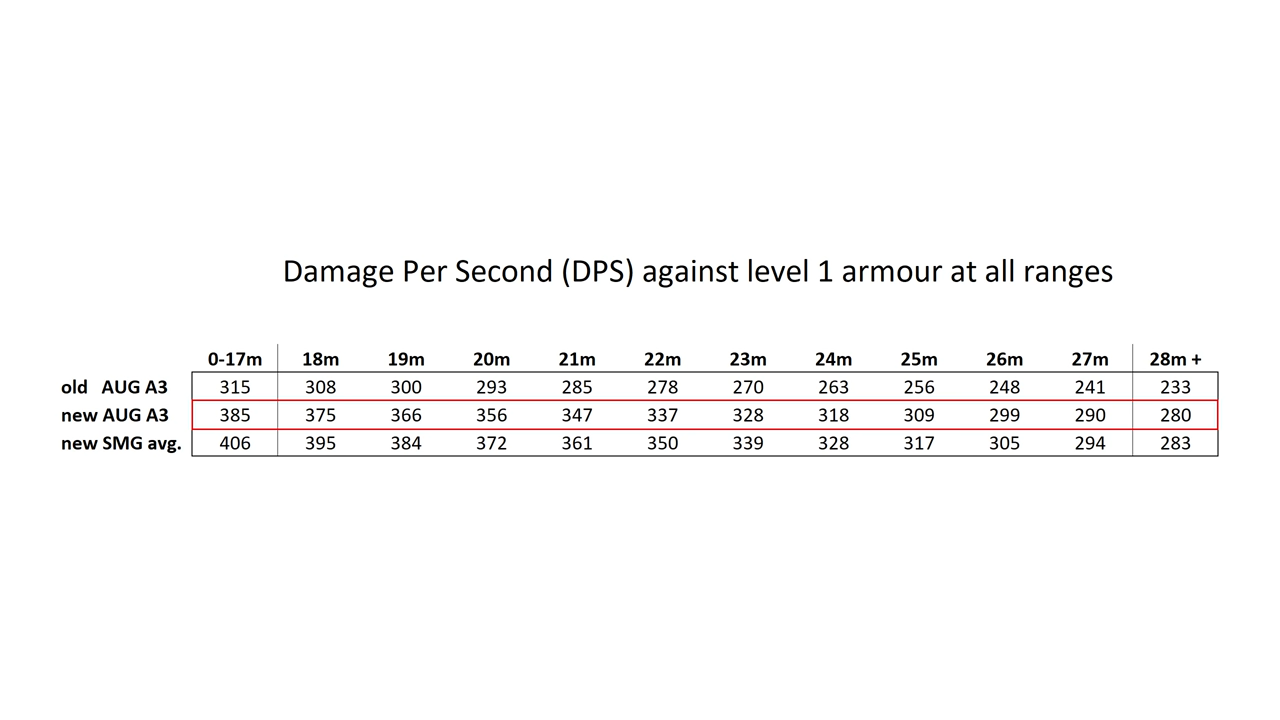 Damage Per Second (DPS) against level 1 armour at all ranges
0-17m 18m 19m 20m 21m 22m 23m 24m 25m 26m 27m 28m +
old AUG A3 315 308 300 293 285 278 270 263 256 248 241 233
new AUG A3 385 375 366 356 347 337 328 318 309 299 290 280
new SMG avg. 406 395 384 372 361 350 339 328 317 305 294 283